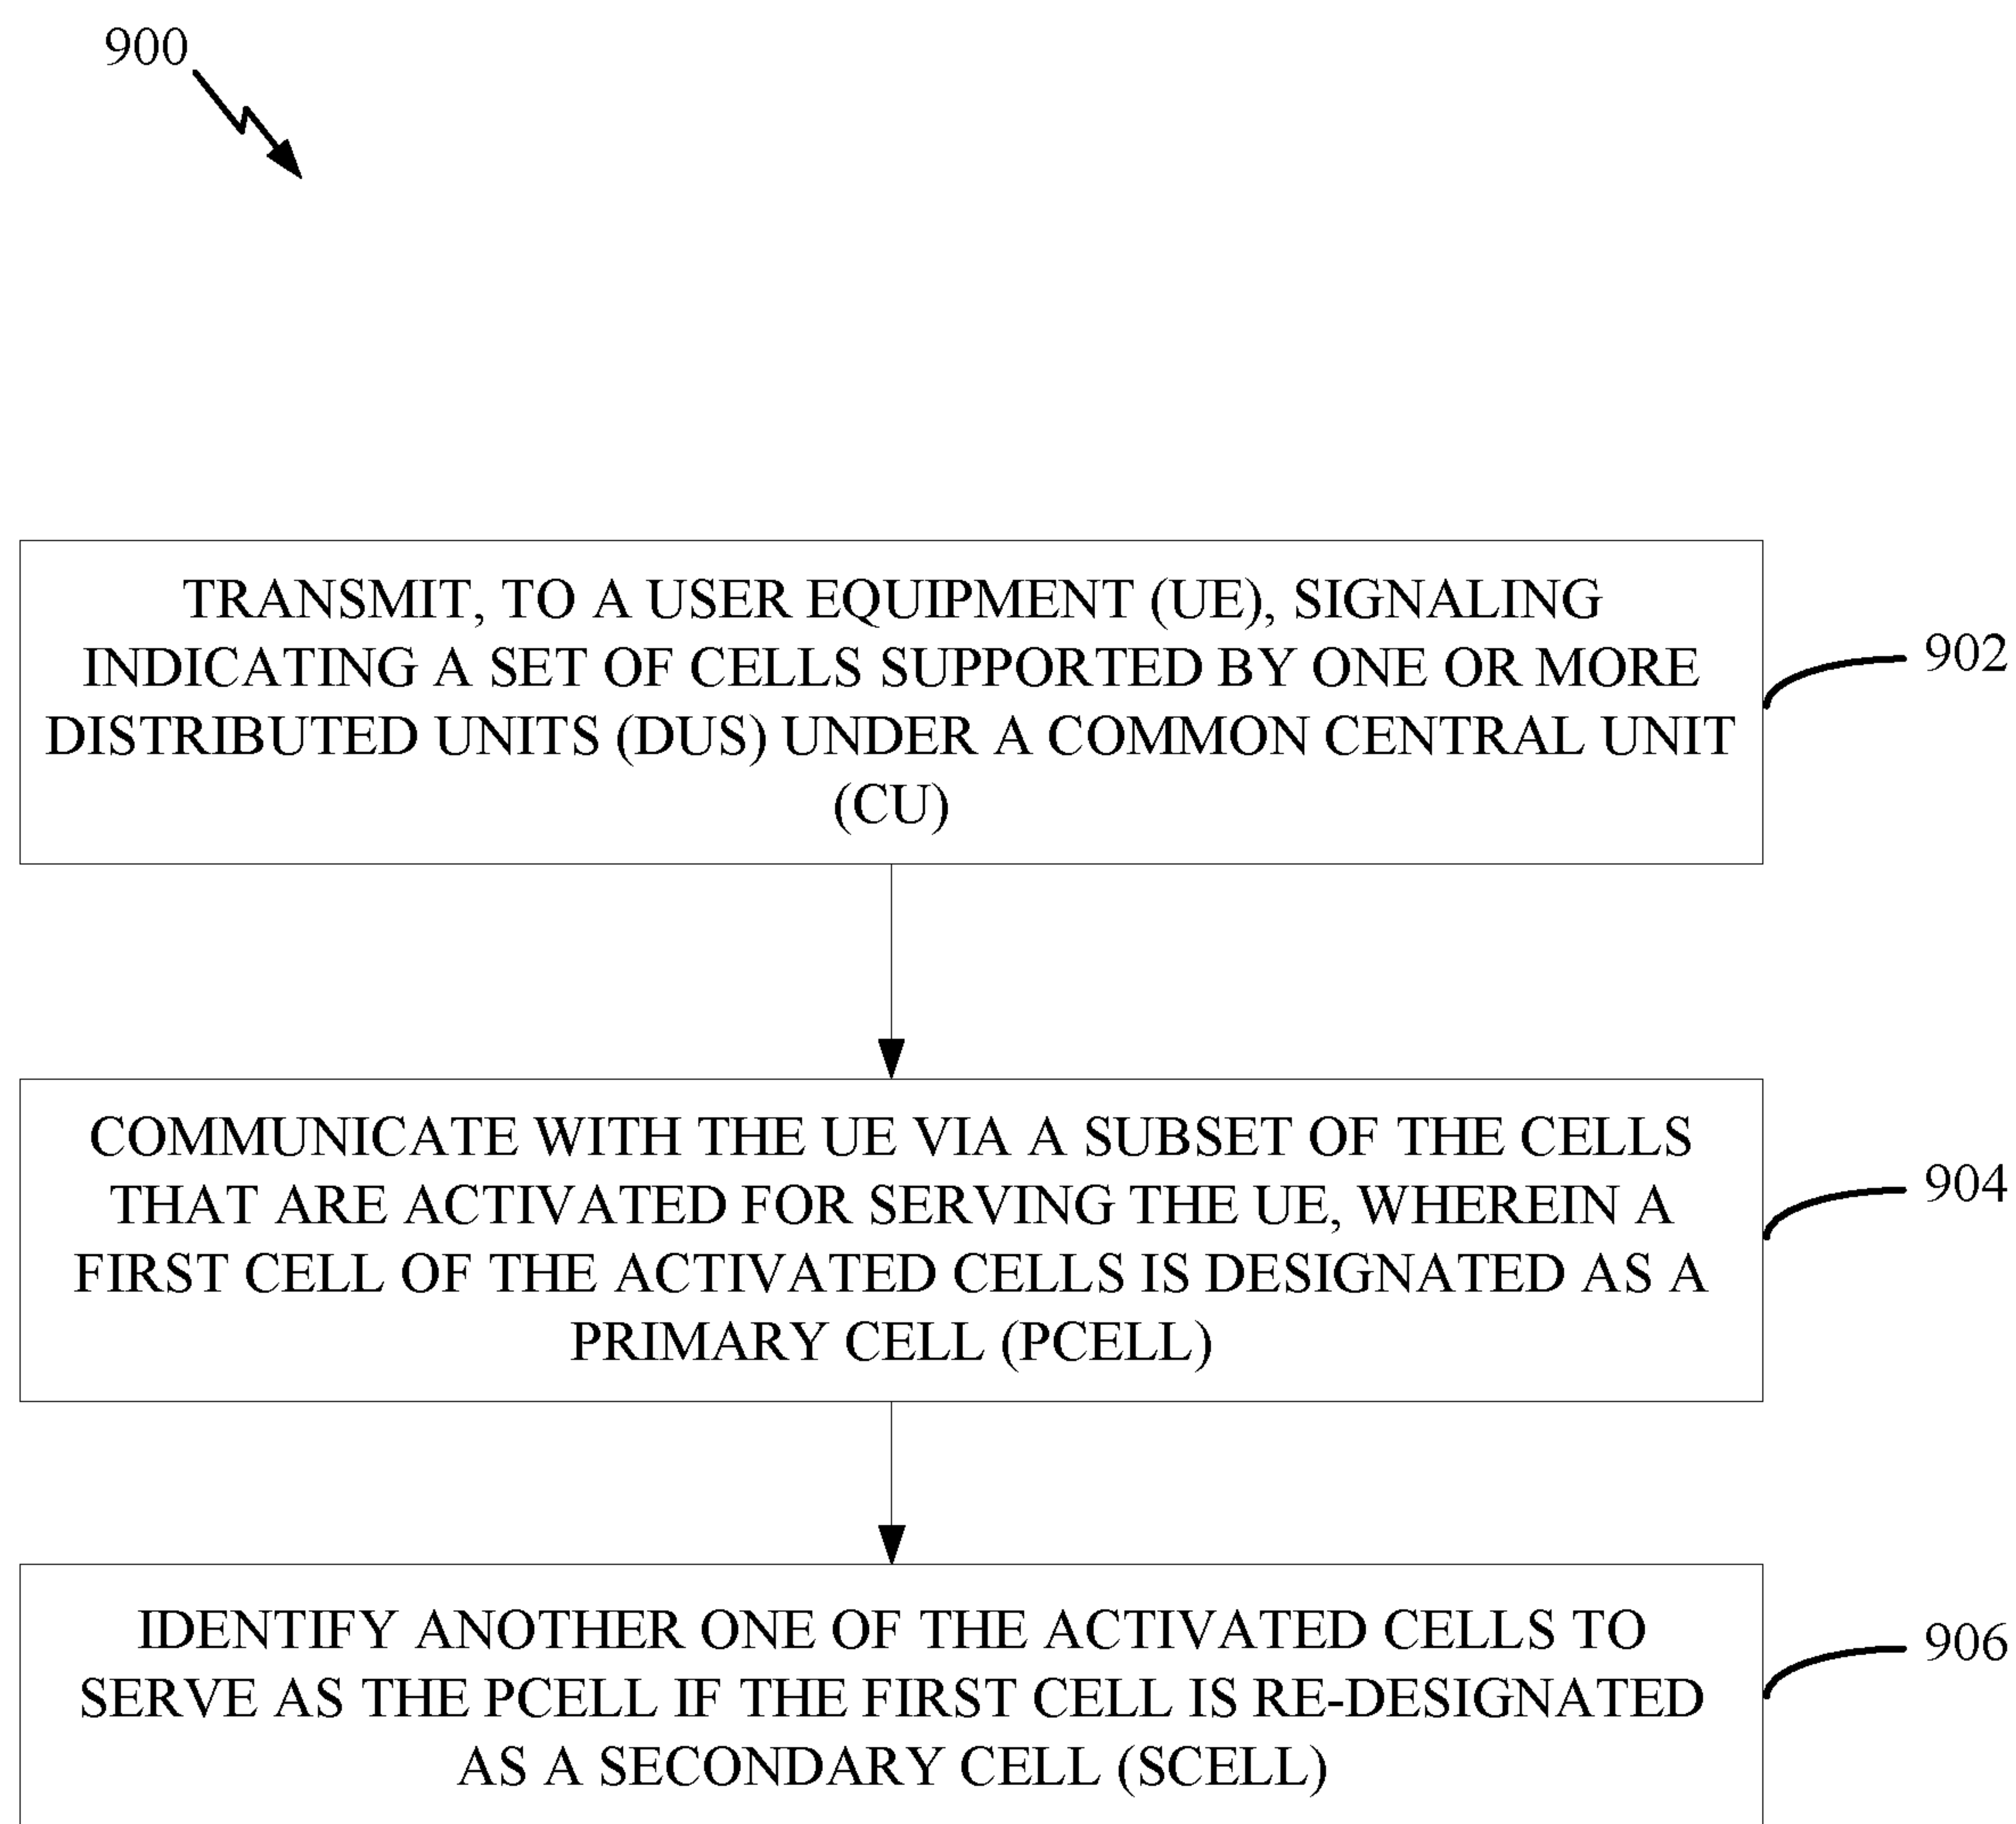 900
TRANSMIT, TO A USER EQUIPMENT (UE), SIGNALING
INDICATING A SET OF CELLS SUPPORTED BY ONE OR MORE
DISTRIBUTED UNITS (DUS) UNDER A COMMON CENTRAL UNIT
(CU)
902
COMMUNICATE WITH THE UE VIA A SUBSET OF THE CELLS
THAT ARE ACTIVATED FOR SERVING THE UE, WHEREIN A
FIRST CELL OF THE ACTIVATED CELLS IS DESIGNATED AS A
PRIMARY CELL (PCELL)
904
IDENTIFY ANOTHER ONE OF THE ACTIVATED CELLS TO
SERVE AS THE PCELL IF THE FIRST CELL IS RE-DESIGNATED
AS A SECONDARY CELL (SCELL)
906